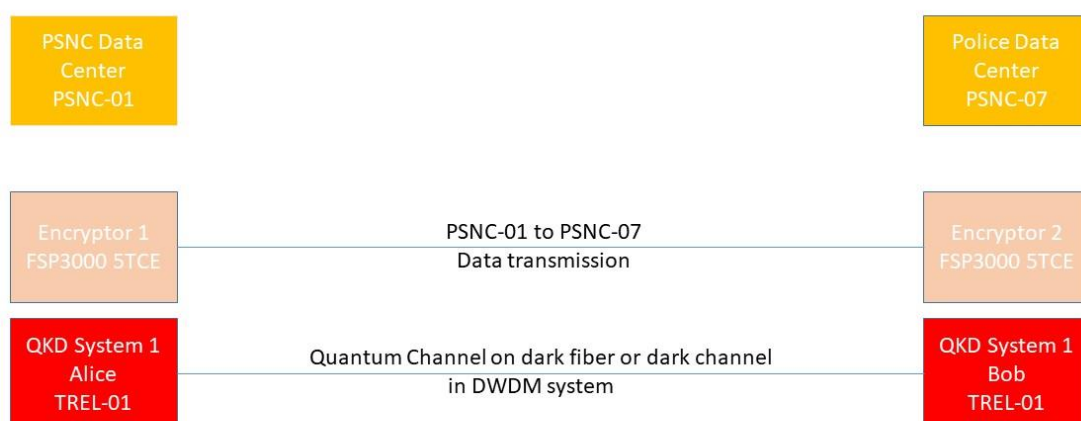 PSNC Data
Center
PSNC-01
Police Data
Center
PSNC-07
Encryptor 1
FSP3000 5TCE
PSNC-01 to PSNC-07
Data transmission
Encryptor 2
FSP3000 5TCE
QKD System 1
Alice
TREL-01
Quantum Channel on dark fiber or dark channel
in DWDM system
QKD System 1
Bob
TREL-01